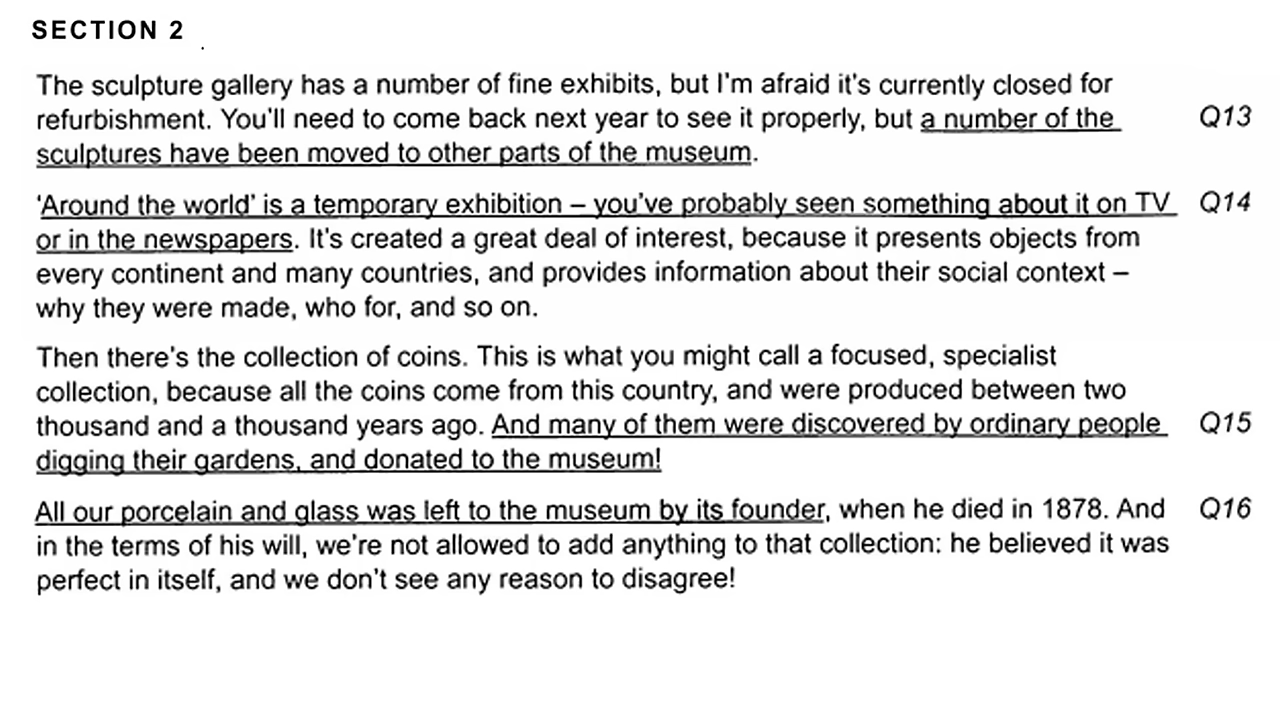 SECTION 2
The sculpture gallery has a number of fine exhibits, but I'm afraid it's currently closed for
refurbishment. You'll need to come back next year to see it properly, but a number of the Q13
sculptures have been moved to other parts of the museum.
'Around the world' is a temporary exhibition – you've probably seen something about it on TV Q14
or in the newspapers. It's created a great deal of interest, because it presents objects from
every continent and many countries, and provides information about their social context –
why they were made, who for, and so on.
Then there's the collection of coins. This is what you might call a focused, specialist
collection, because all the coins come from this country, and were produced between two
thousand and a thousand years ago. And many of them were discovered by ordinary people Q15
digging their gardens, and donated to the museum!
All our porcelain and glass was left to the museum by its founder, when he died in 1878. And Q16
in the terms of his will, we're not allowed to add anything to that collection: he believed it was
perfect in itself, and we don't see any reason to disagree!